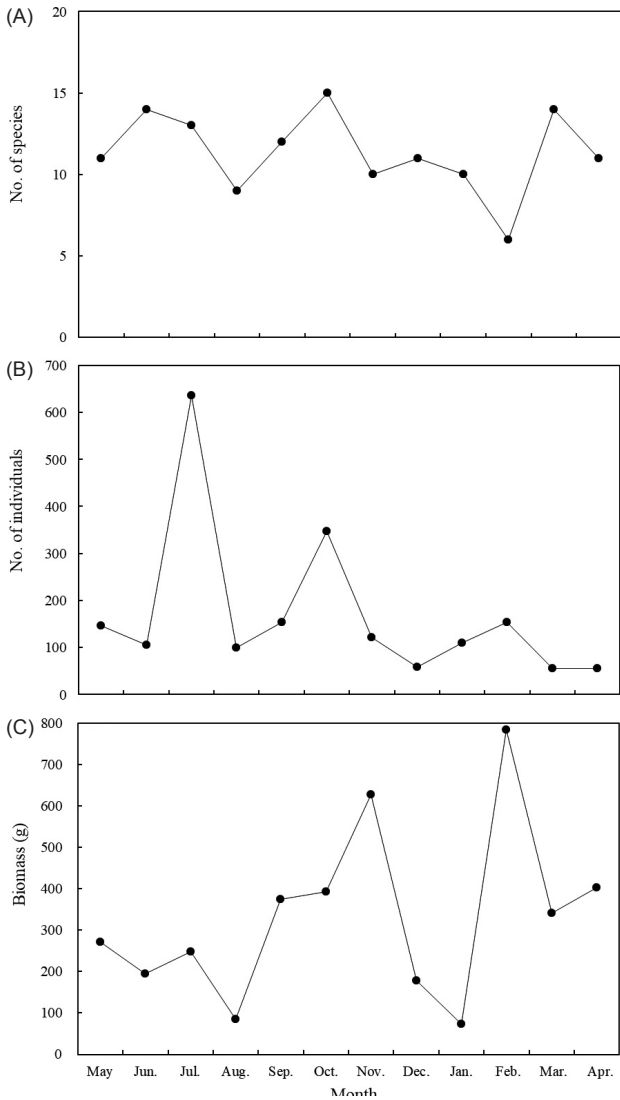 (A)
20
15
10
5
0
No. of species
(B)
700
600
500
400
300
200
100
0
No. of individuals
(C)
800
700
600
500
400
300
200
100
0
Biomass (g)
May Jun. Jul. Aug. Sep. Oct. Nov. Dec. Jan. Feb. Mar. Apr.
Month